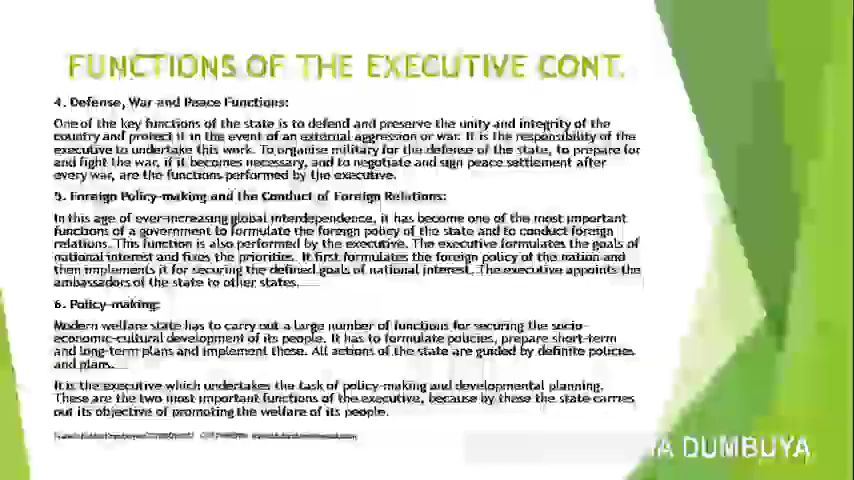 FUNCTIONS OF THE EXECUTIVE CONT.
4. Defense, War and Peace Functions:
One of the key functions of the state is to defend and preserve the unity and integrity of the
country and protect it in the event of an external aggression or war. It is the responsibility of the
executive to undertake this work. To organise military for the defense of the state, to prepare for
and fight the war, if it becomes necessary, and to negotiate and sign peace settlement after
every war, are the functions performed by the executive.
5. Foreign Policy-making and the Conduct of Foreign Relations:
In this age of ever-increasing global interdependence, it has become one of the most important
functions of a government to formulate the foreign policy of the state and to conduct foreign
relations. This function is also performed by the executive. The executive formulates the goals of
national interest and fixes the priorities. It first formulates the foreign policy of the nation and
then implements it for securing the defined goals of national interest. The executive appoints the
ambassadors of the state to other states.
6. Policy-making:
Modern welfare state has to carry out a large number of functions for securing the socio-
economic-cultural development of its people. It has to formulate policies, prepare short-term
and long-term plans and implement these. All actions of the state are guided by definite policies
and plans.
It is the executive which undertakes the task of policy-making and developmental planning.
These are the two most important functions of the executive, because by these the state carries
out its objective of promoting the welfare of its people.
DUMBUYA